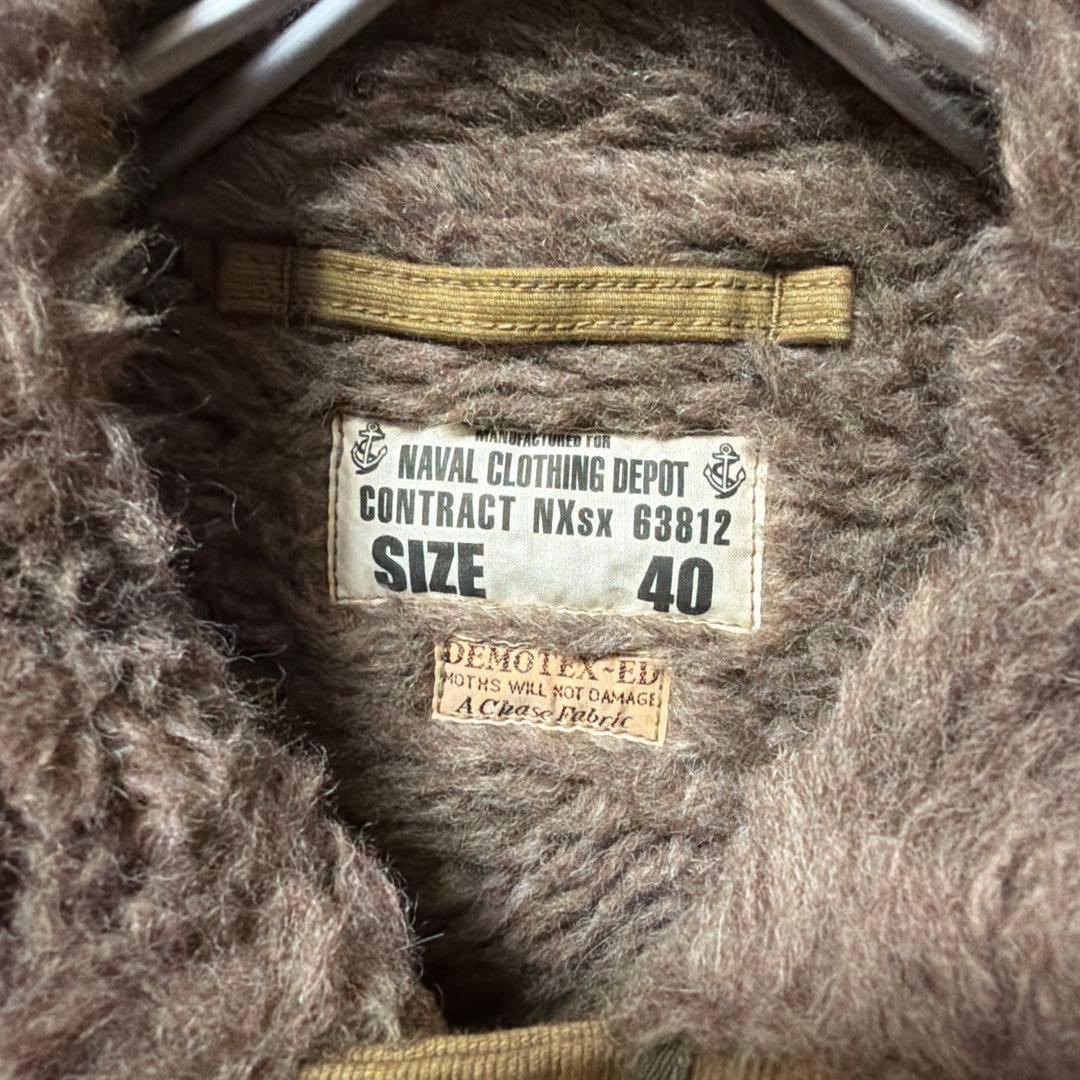 MANUFACTURED FOR
NAVAL CLOTHING DEPOT
CONTRACT NXsx 63812
SIZE 40
DEMOTEX-ED
MOTHS WILL NOT DAMAGE
A Chase Fabric